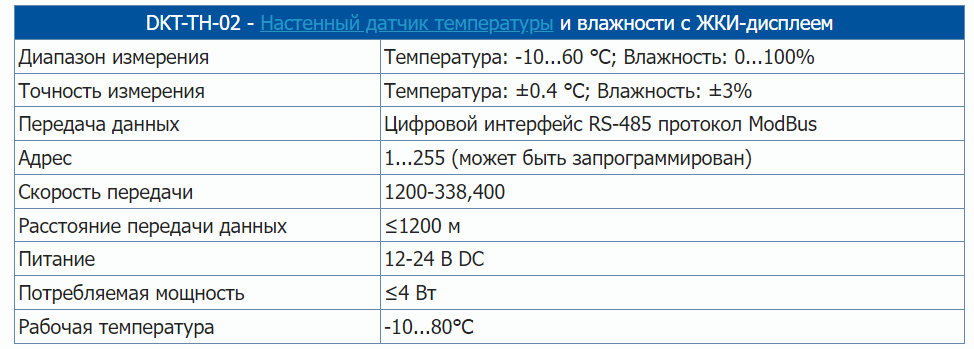 DKT-TH-02 - Настенный датчик температуры и влажности с ЖКИ-дисплеем
Диапазон измерения Температура: -10...60 °C; Влажность: 0...100%
Точность измерения Температура: ±0.4 °C; Влажность: ±3%
Передача данных Цифровой интерфейс RS-485 протокол ModBus
Адрес 1...255 (может быть запрограммирован)
Скорость передачи 1200-338,400
Расстояние передачи данных ≤1200 м
Питание 12-24 В DC
Потребляемая мощность ≤4 Вт
Рабочая температура -10...80°C